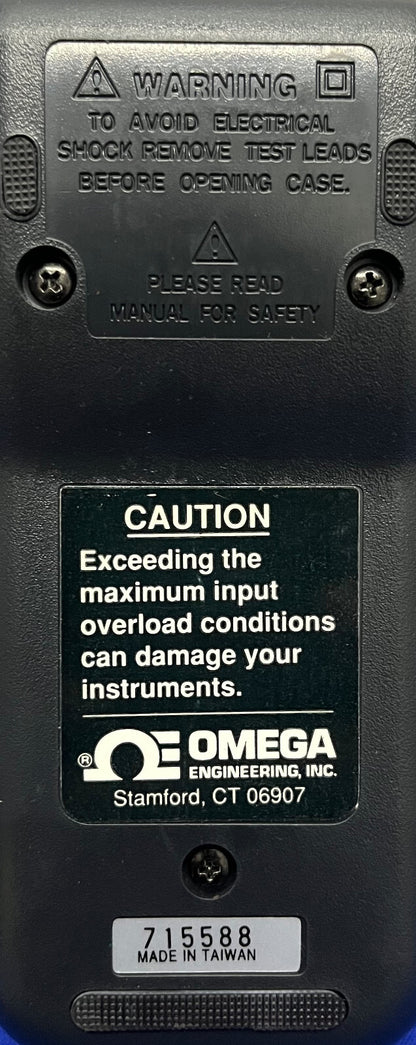 WARNING
TO AVOID ELECTRICAL
SHOCK REMOVE TEST LEADS
BEFORE OPENING CASE.
PLEASE READ
MANUAL FOR SAFETY
CAUTION
Exceeding the
maximum input
overload conditions
can damage your
instruments.
® ΩE OMEGA
ENGINEERING, INC.
Stamford, CT 06907
715588
MADE IN TAIWAN